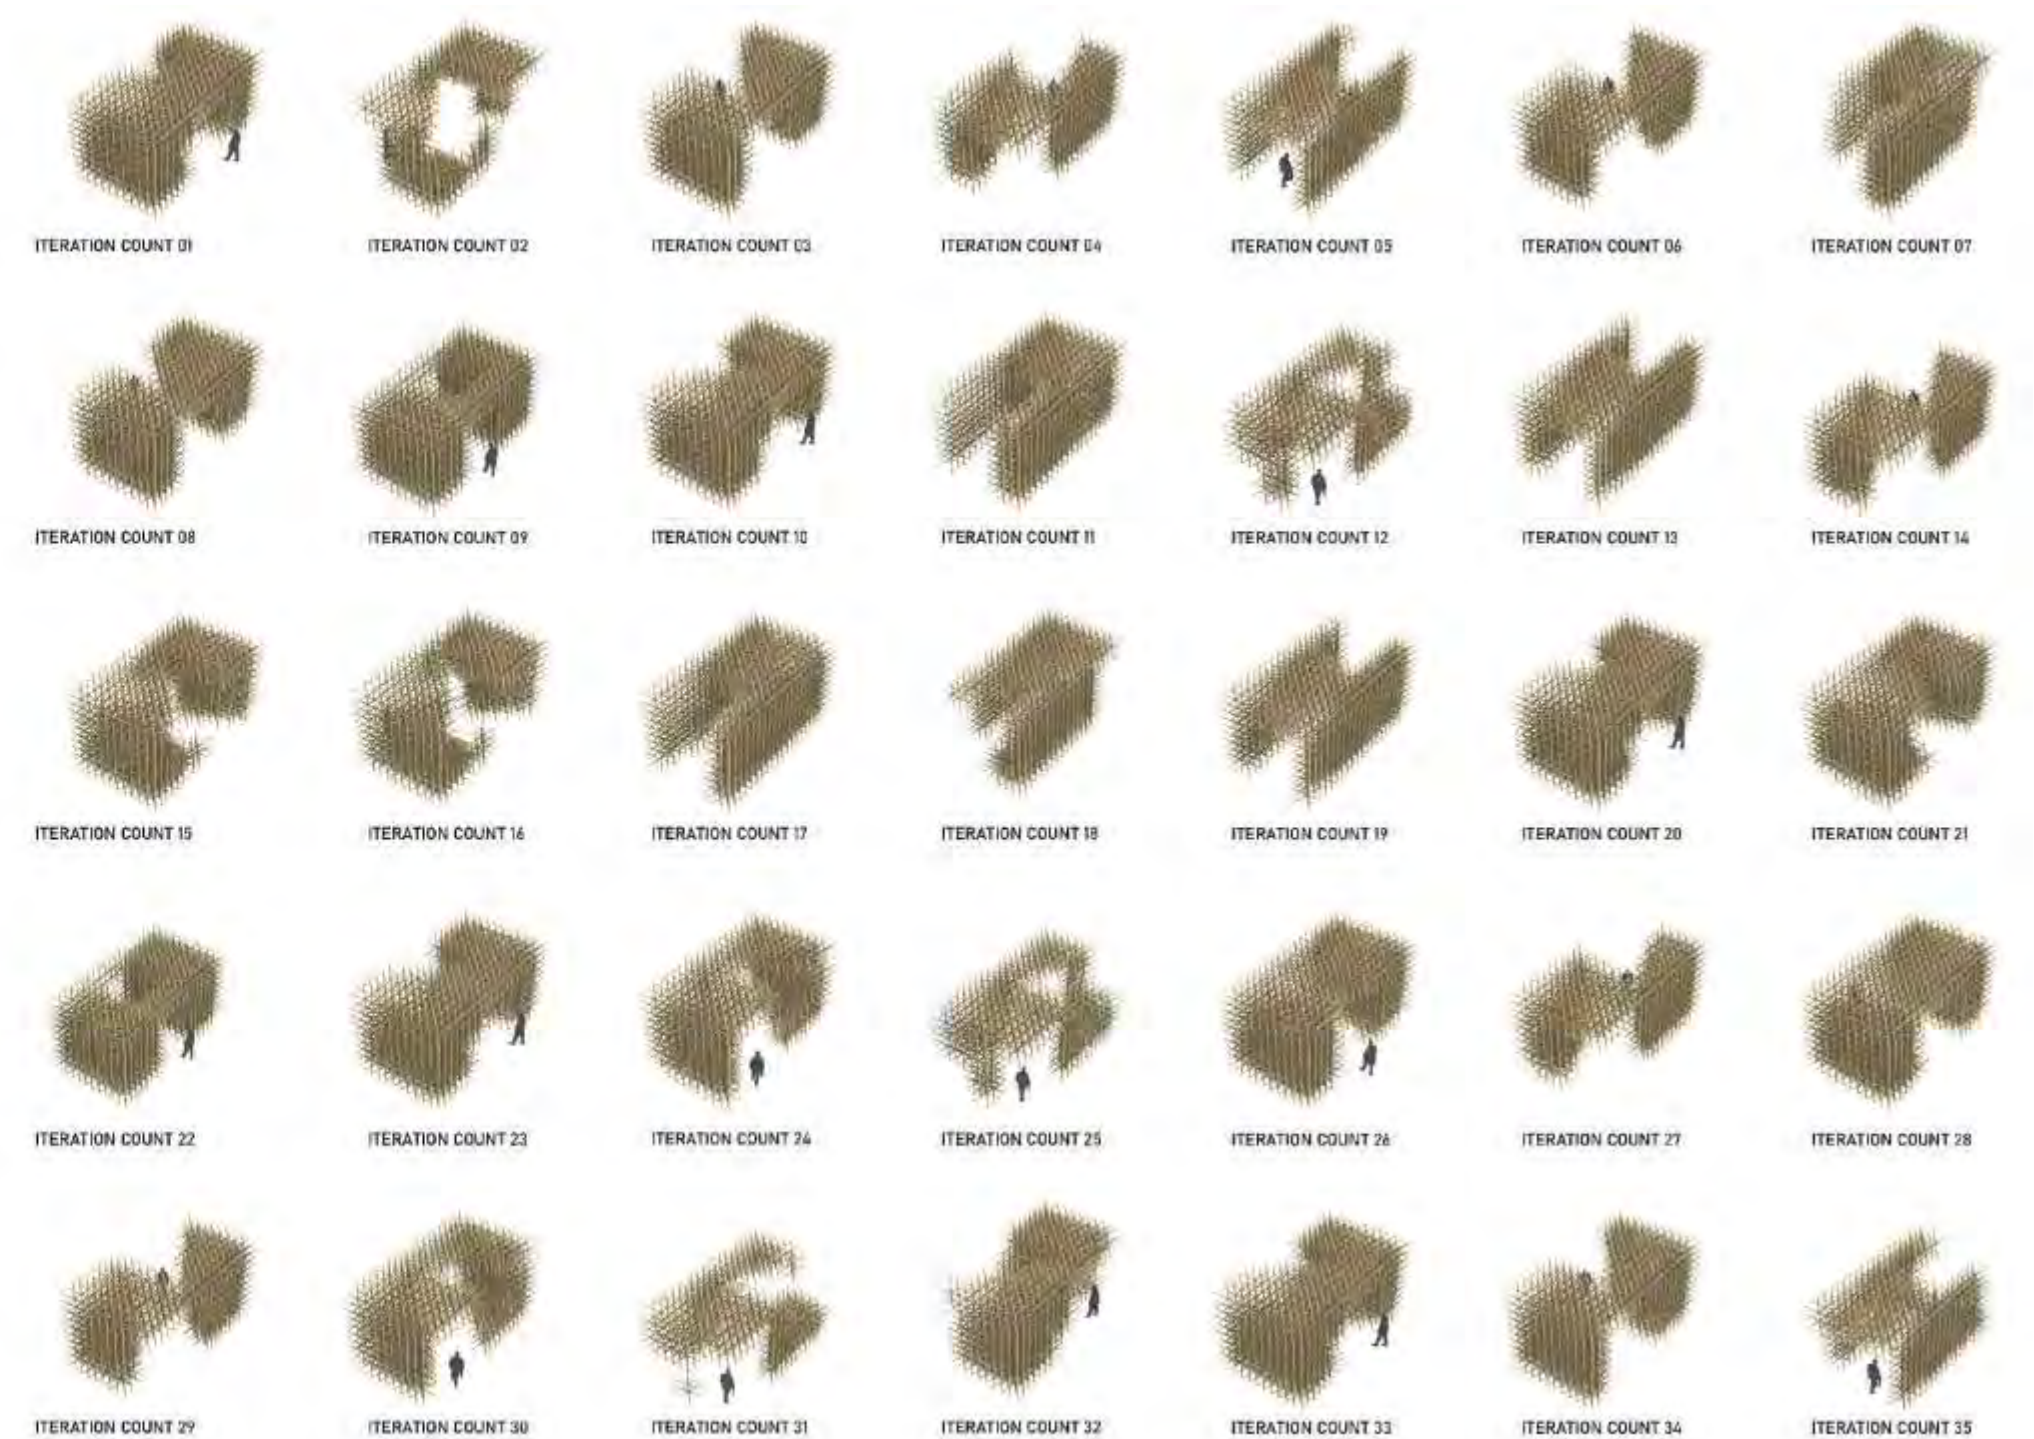 ITERATION COUNT 01
ITERATION COUNT 02
ITERATION COUNT 03
ITERATION COUNT 04
ITERATION COUNT 05
ITERATION COUNT 06
ITERATION COUNT 07
ITERATION COUNT 08
ITERATION COUNT 09
ITERATION COUNT 10
ITERATION COUNT 11
ITERATION COUNT 12
ITERATION COUNT 13
ITERATION COUNT 14
ITERATION COUNT 15
ITERATION COUNT 16
ITERATION COUNT 17
ITERATION COUNT 18
ITERATION COUNT 19
ITERATION COUNT 20
ITERATION COUNT 21
ITERATION COUNT 22
ITERATION COUNT 23
ITERATION COUNT 24
ITERATION COUNT 25
ITERATION COUNT 26
ITERATION COUNT 27
ITERATION COUNT 28
ITERATION COUNT 29
ITERATION COUNT 30
ITERATION COUNT 31
ITERATION COUNT 32
ITERATION COUNT 33
ITERATION COUNT 34
ITERATION COUNT 35